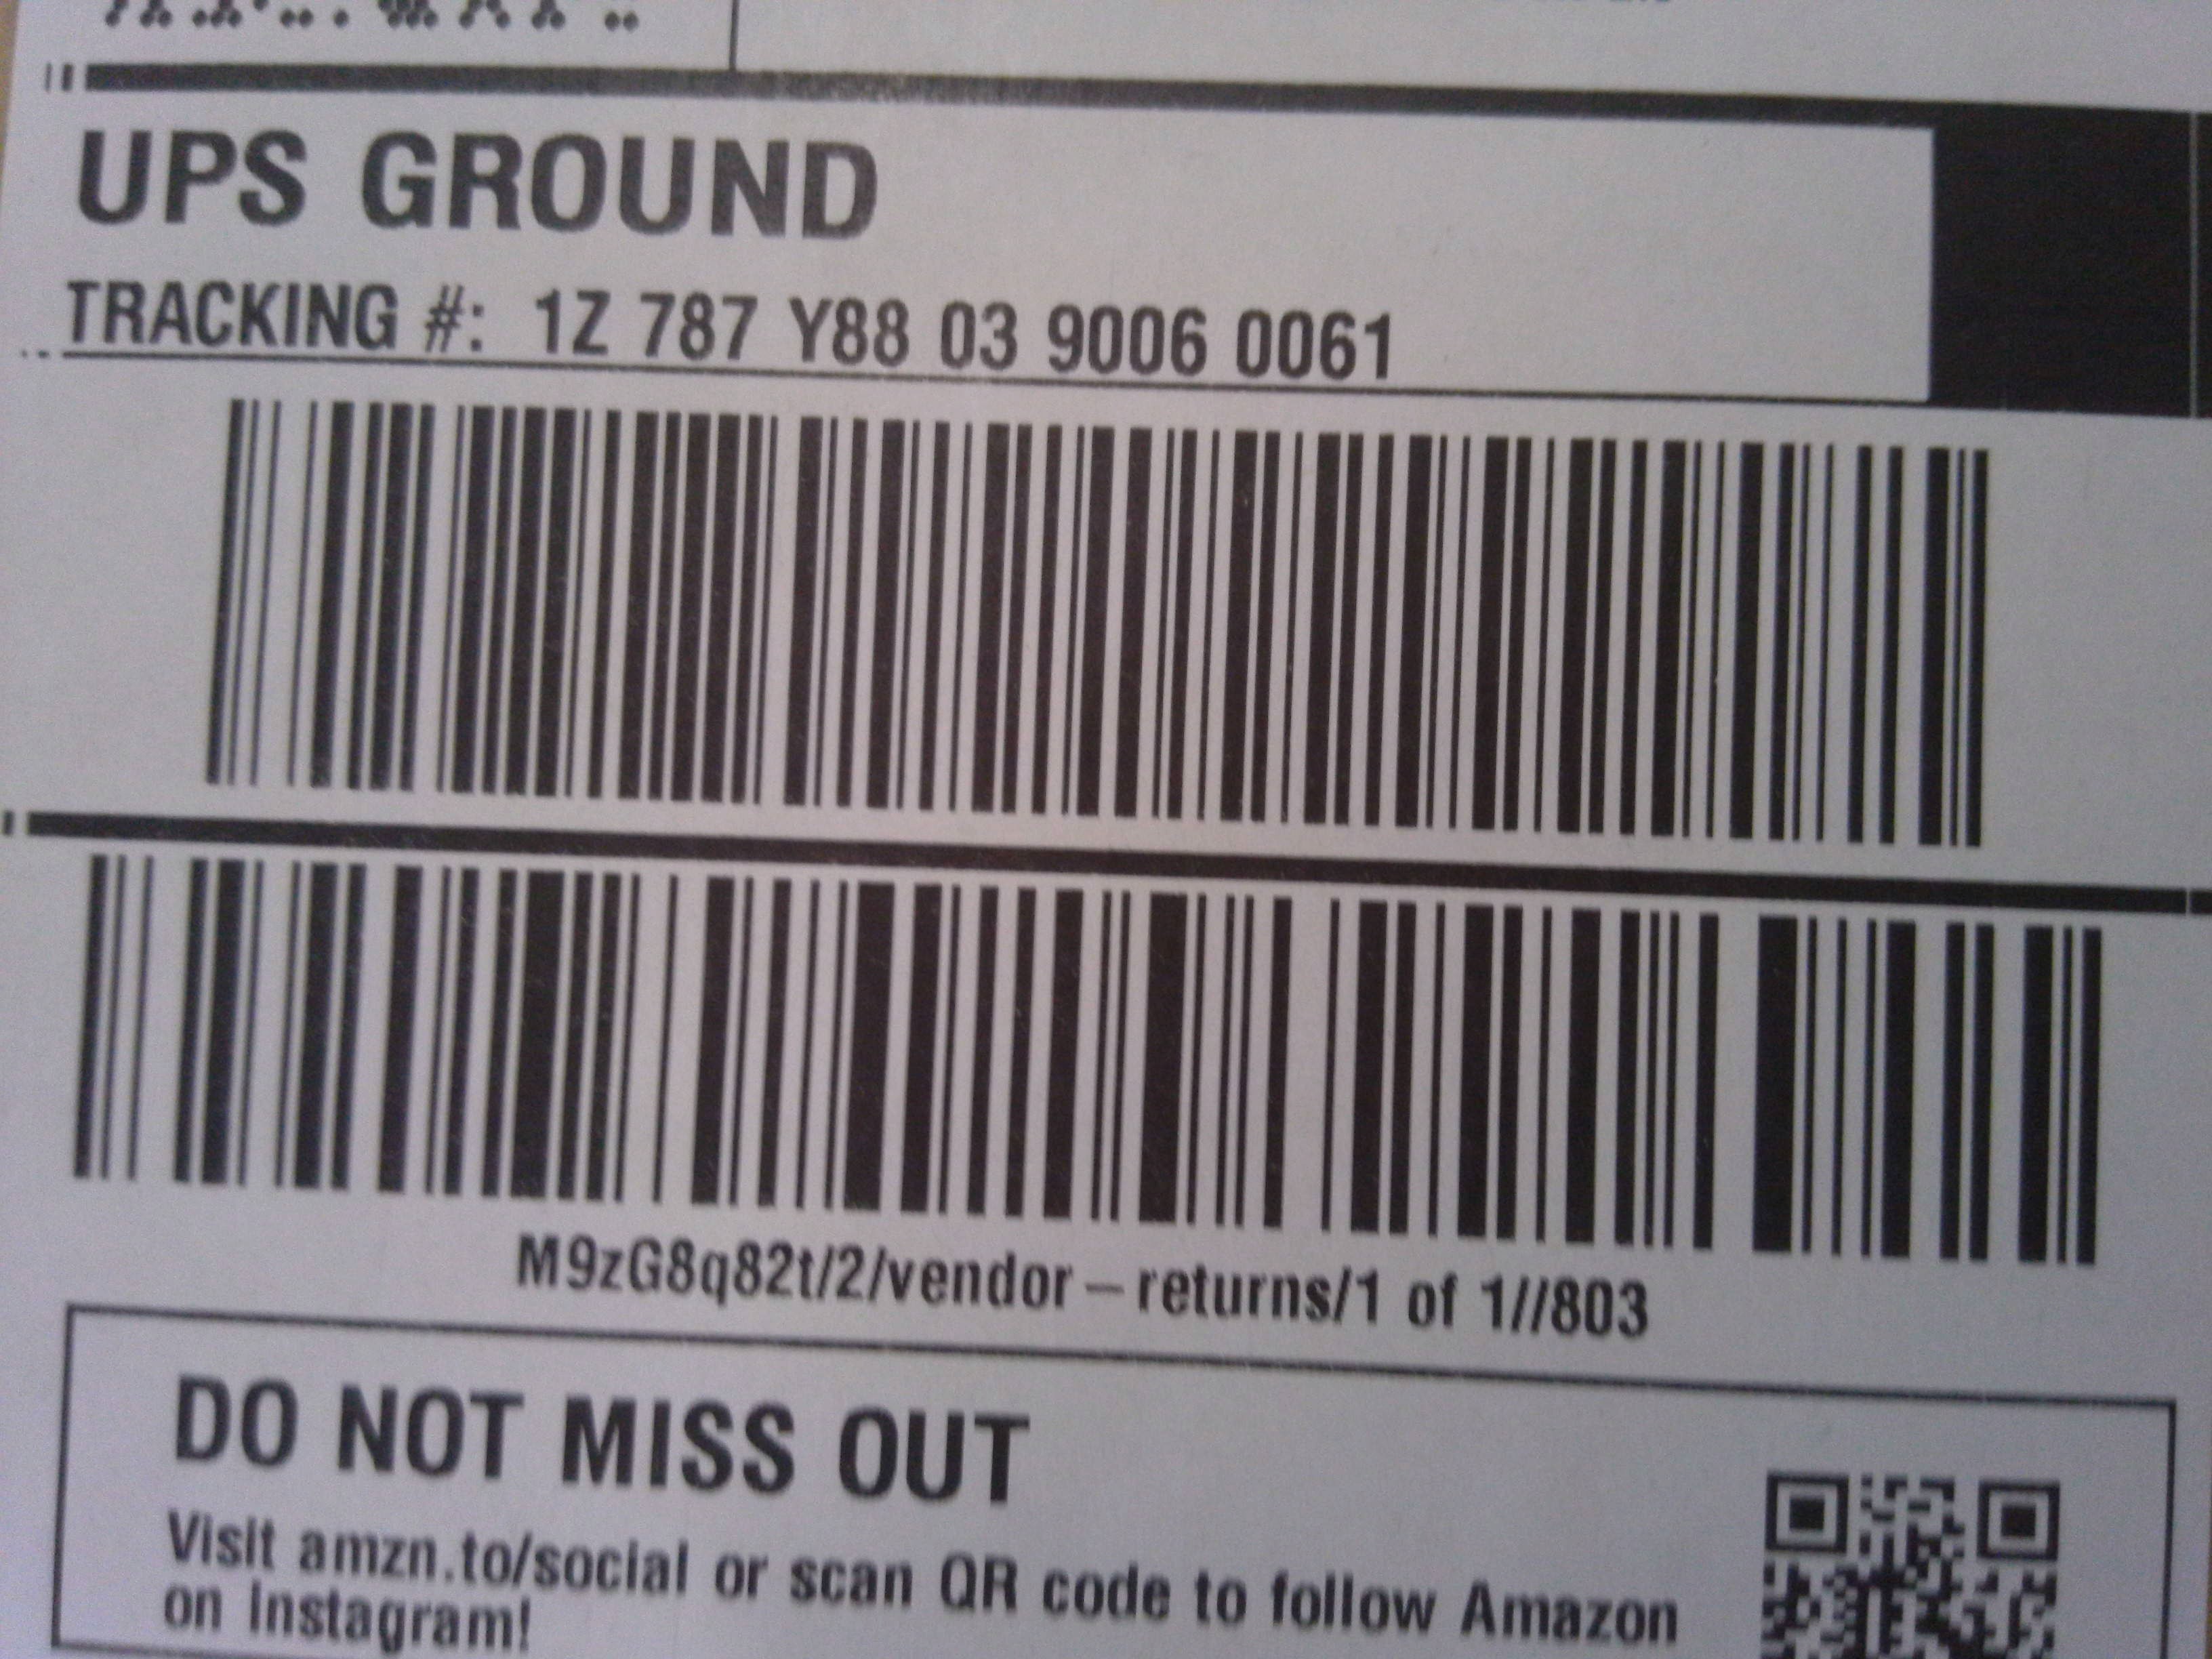 UPS GROUND
TRACKING #: 1Z 787 Y88 03 9006 0061
M9zG8q82t/2/vendor-returns/1 of 1//803
DO NOT MISS OUT
Visit amzn.to/social or scan QR code to follow Amazon
on Instagram!